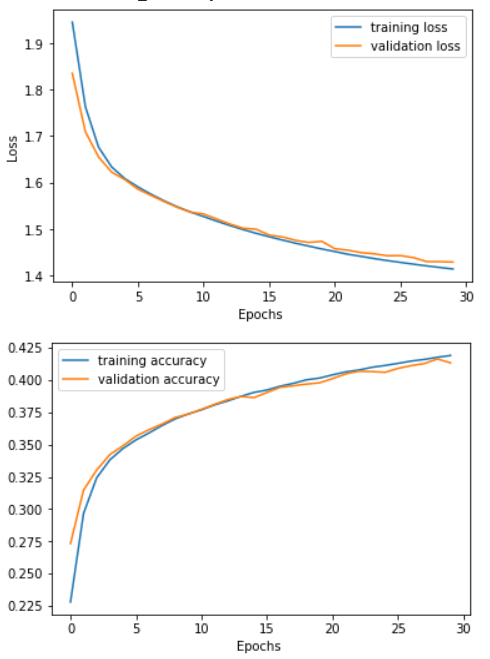 training loss
validation loss
1.9
1.8
1.7
1.6
1.5
1.4
Loss
0 5 10 15 20 25 30
Epochs
training accuracy
validation accuracy
0.425
0.400
0.375
0.350
0.325
0.300
0.275
0.250
0.225
0 5 10 15 20 25 30
Epochs